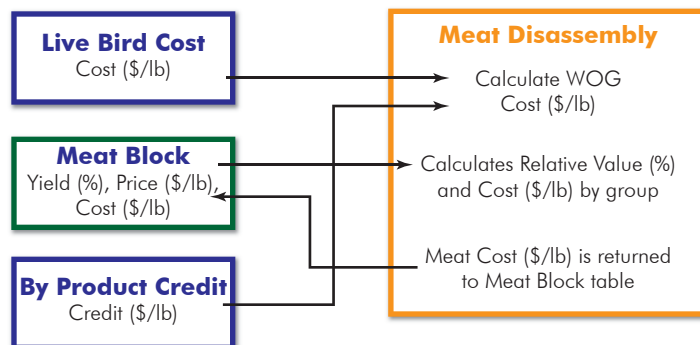 Live Bird Cost
Cost ($/lb)
Meat Block
Yield (%), Price ($/lb),
Cost ($/lb)
By Product Credit
Credit ($/lb)
Meat Disassembly
Calculate WOG
Cost ($/lb)
Calculates Relative Value (%)
and Cost ($/lb) by group
Meat Cost ($/lb) is returned
to Meat Block table